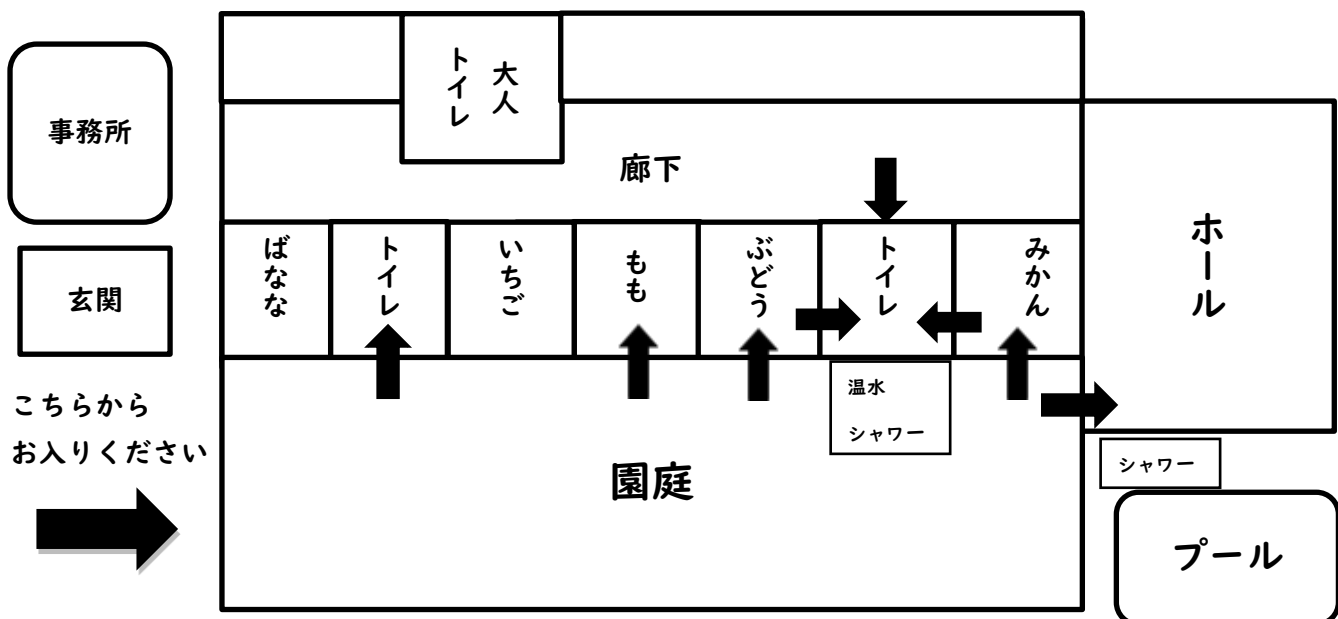 事務所
玄関
こちらから
お入りください
大人
トイレ
廊下
ばなな
トイレ
いちご
もも
ぶどう
トイレ
みかん
ホール
温水
シャワー
園庭
シャワー
プール